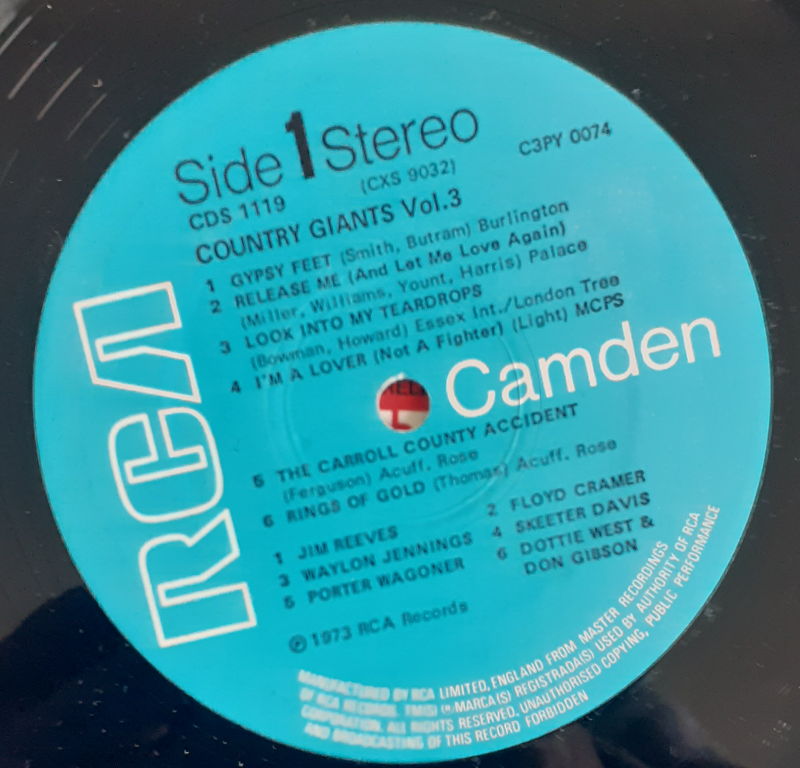 Side 1 Stereo
CDS 1119 (CXS 9032) C3PY 0074
COUNTRY GIANTS Vol.3
1 GYPSY FEET (Smith, Butram) Burlington
2 RELEASE ME (And Let Me Love Again)
(Miller, Williams, Yount, Harris) Palace
3 LOOK INTO MY TEARDROPS
(Bowman, Howard) Essex Int./London Tree
4 I'M A LOVER (Not A Fighter) (Light) MCPS
RCA
Camden
5 THE CARROLL COUNTY ACCIDENT
(Ferguson) Acuff. Rose
6 RINGS OF GOLD (Thomas) Acuff. Rose
1 JIM REEVES 2 FLOYD CRAMER
3 WAYLON JENNINGS 4 SKEETER DAVIS
5 PORTER WAGONER 6 DOTTIE WEST &
DON GIBSON
℗ 1973 RCA Records
MANUFACTURED BY RCA LIMITED, ENGLAND FROM MASTER RECORDINGS
OF RCA RECORDS. TM(S) ® MARCA(S) REGISTRADA(S) USED BY AUTHORITY OF RCA
CORPORATION. ALL RIGHTS RESERVED. UNAUTHORISED COPYING, PUBLIC PERFORMANCE
AND BROADCASTING OF THIS RECORD FORBIDDEN